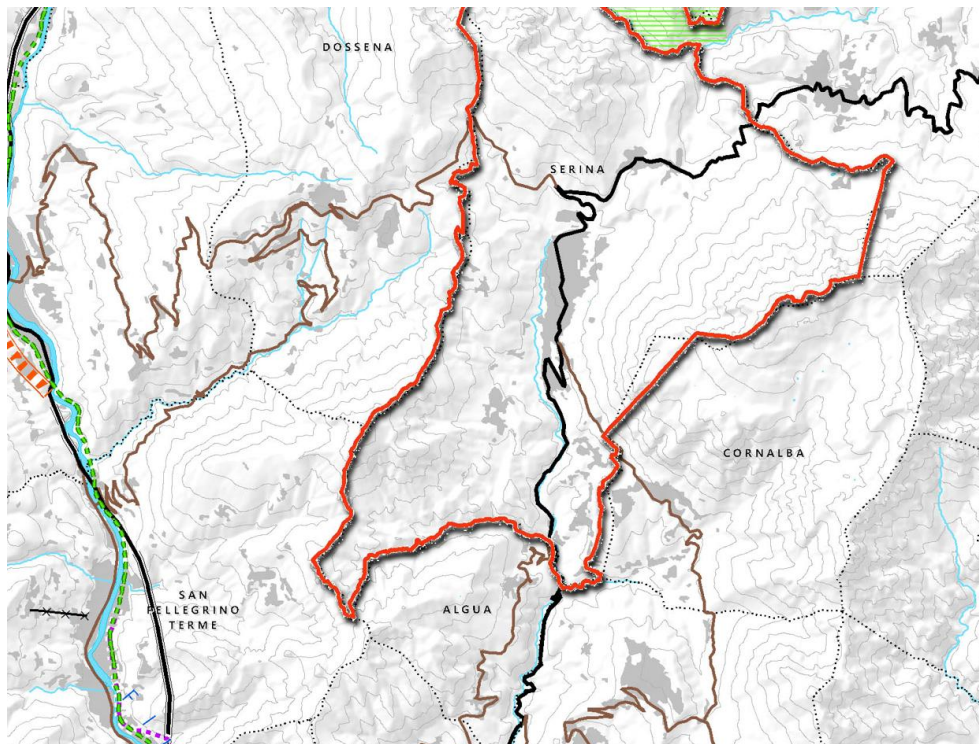 DOSSENA
SERINA
CORNALBA
SAN
PELLEGRINO
TERME
ALGUA